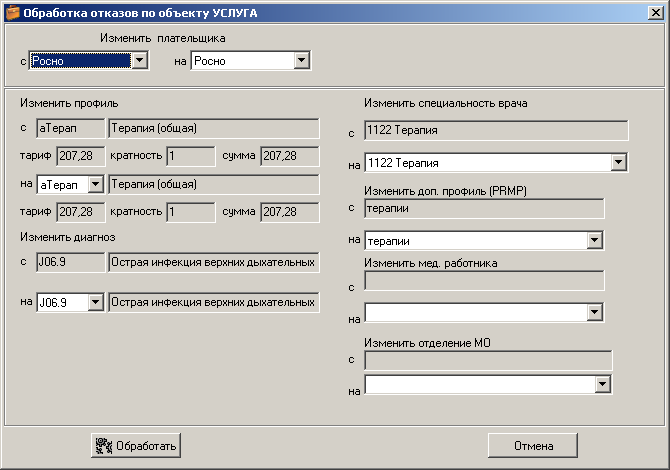 Обработка отказов по объекту УСЛУГА
Изменить плательщика
с Росно на Росно
Изменить профиль
с аТерап Терапия (общая)
тариф 207,28 кратность 1 сумма 207,28
на аТерап Терапия (общая)
тариф 207,28 кратность 1 сумма 207,28
Изменить диагноз
с J06.9 Острая инфекция верхних дыхательных
на J06.9 Острая инфекция верхних дыхательных
Изменить специальность врача
с 1122 Терапия
на 1122 Терапия
Изменить доп. профиль (PRMP)
с терапии
на терапии
Изменить мед. работника
с
на
Изменить отделение МО
с
на
Обработать Отмена